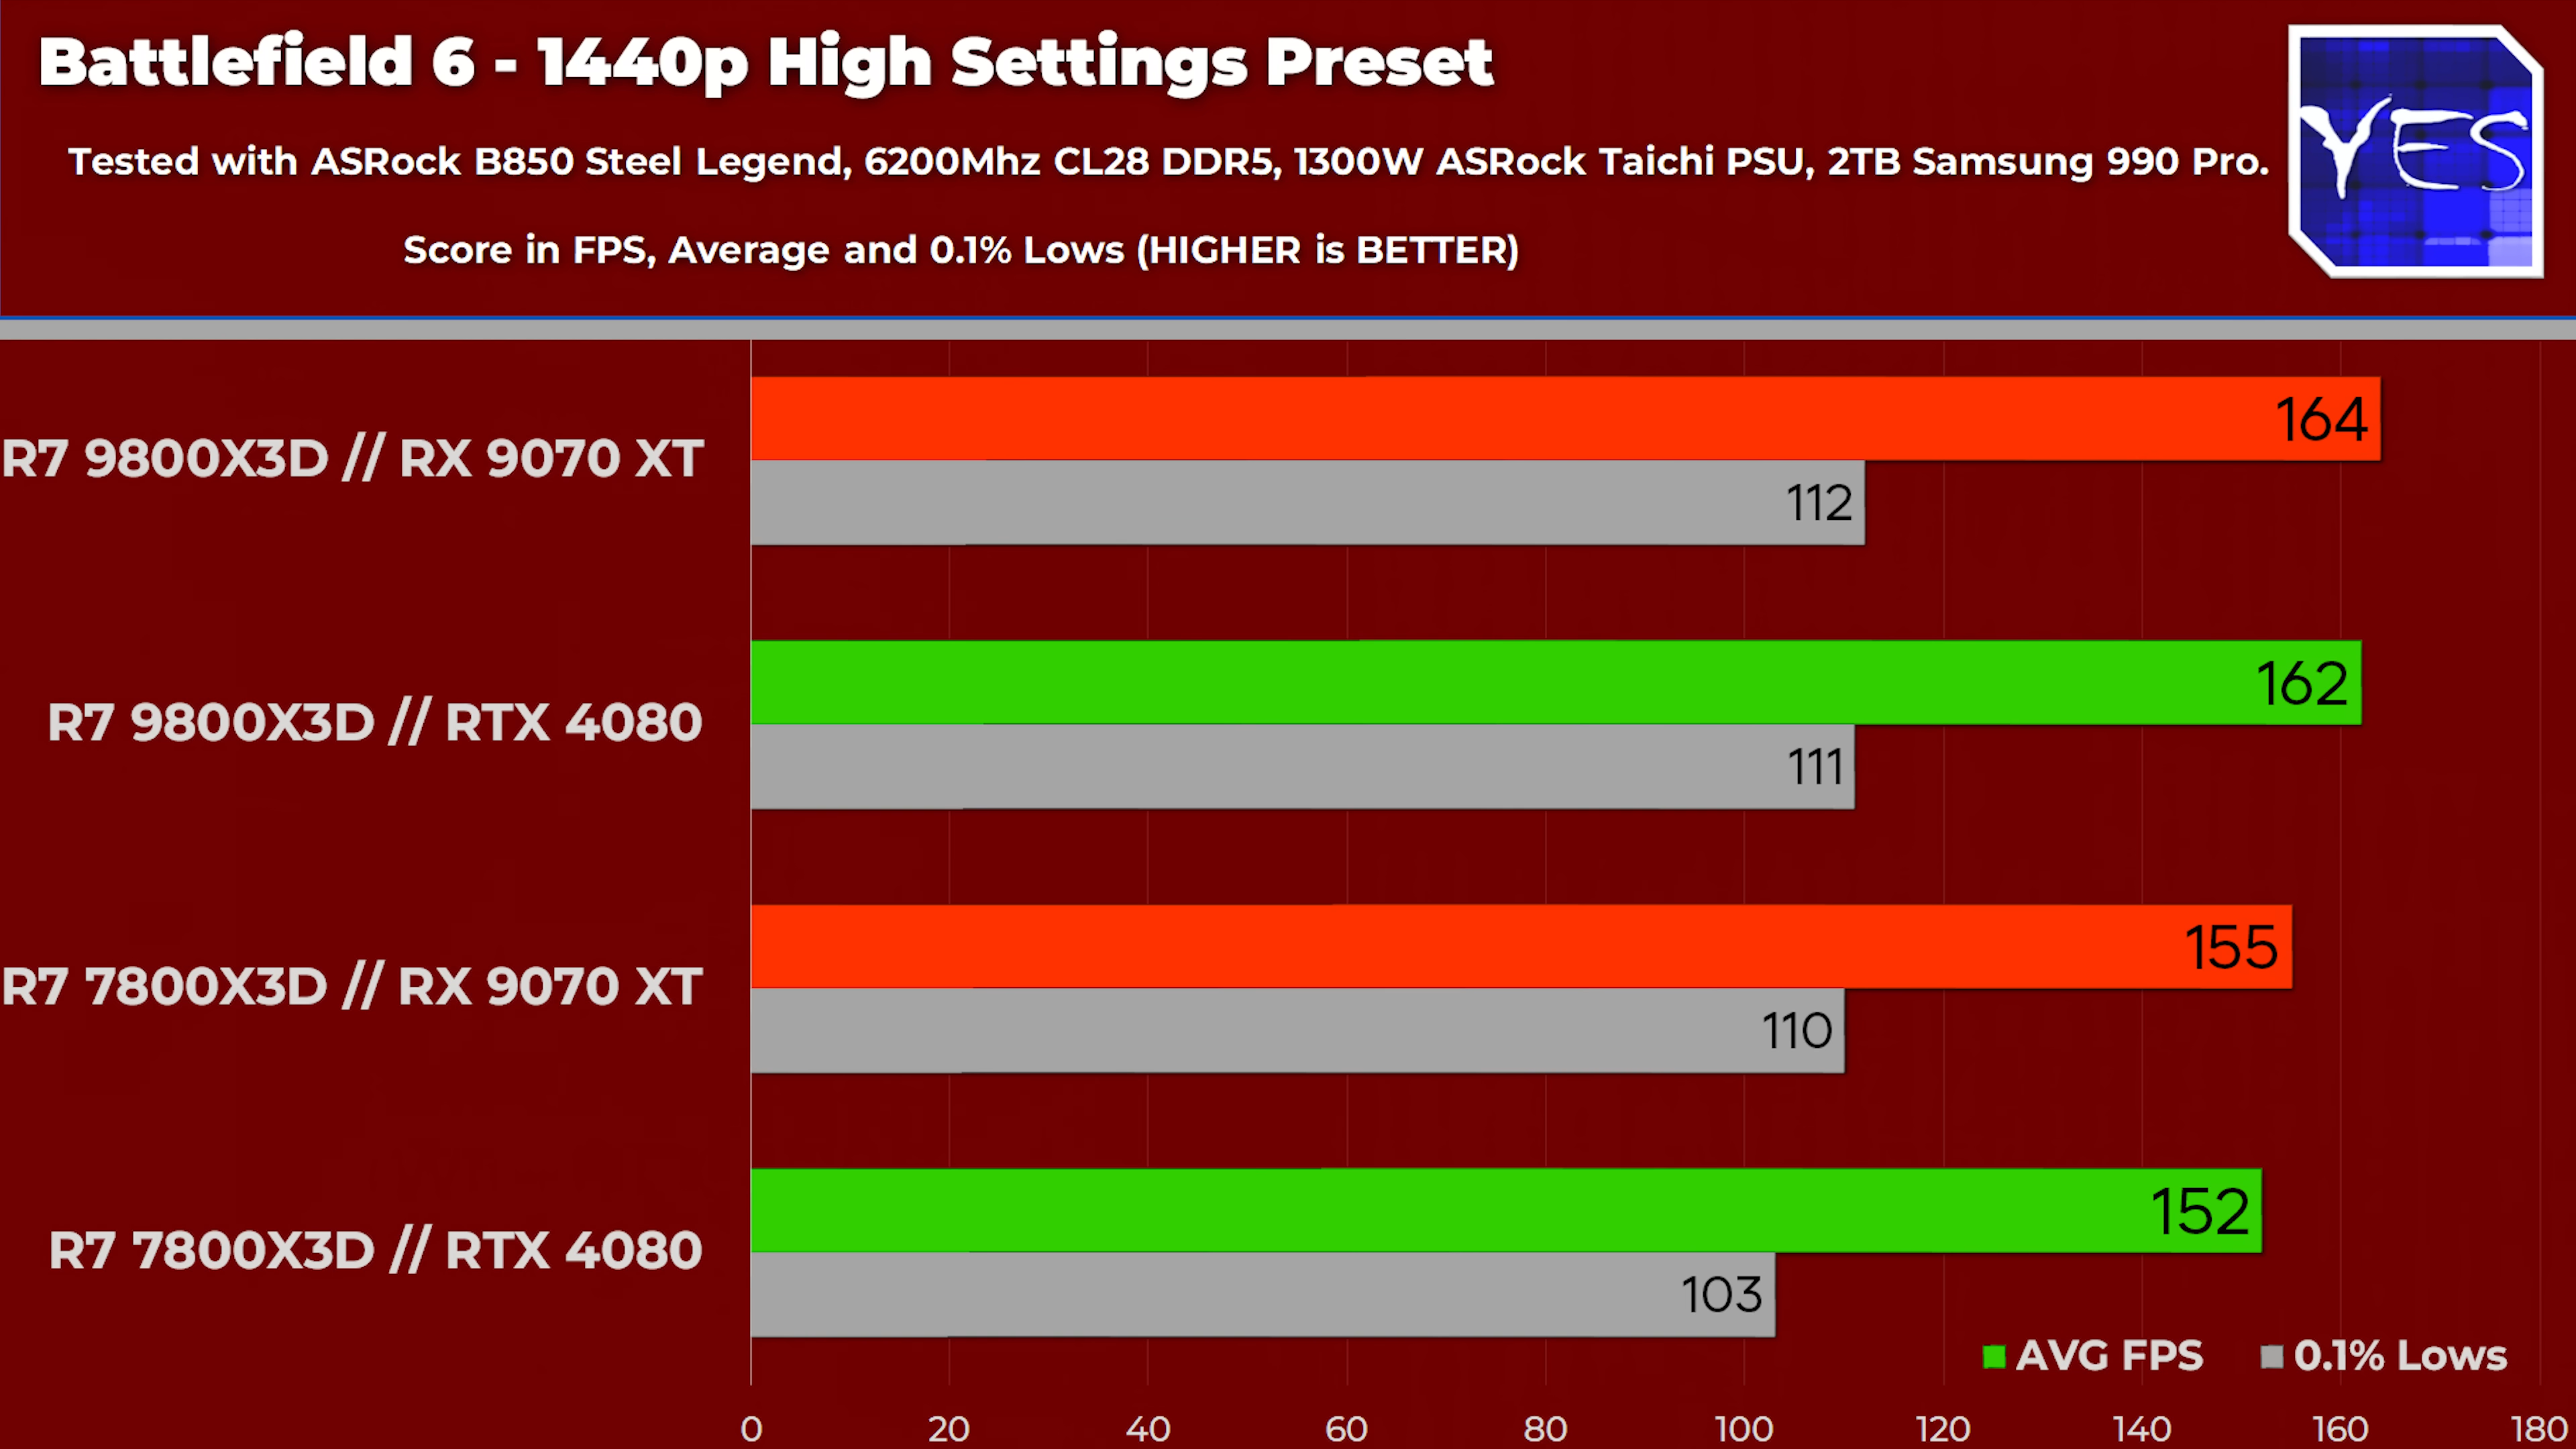 Battlefield 6 - 1440p High Settings Preset
Tested with ASRock B850 Steel Legend, 6200Mhz CL28 DDR5, 1300W ASRock Taichi PSU, 2TB Samsung 990 Pro.
YES
Score in FPS, Average and 0.1% Lows (HIGHER is BETTER)
R7 9800X3D // RX 9070 XT
164
112
R7 9800X3D // RTX 4080
162
111
R7 7800X3D // RX 9070 XT
155
110
R7 7800X3D // RTX 4080
152
103
AVG FPS 0.1% Lows
0 20 40 60 80 100 120 140 160 180